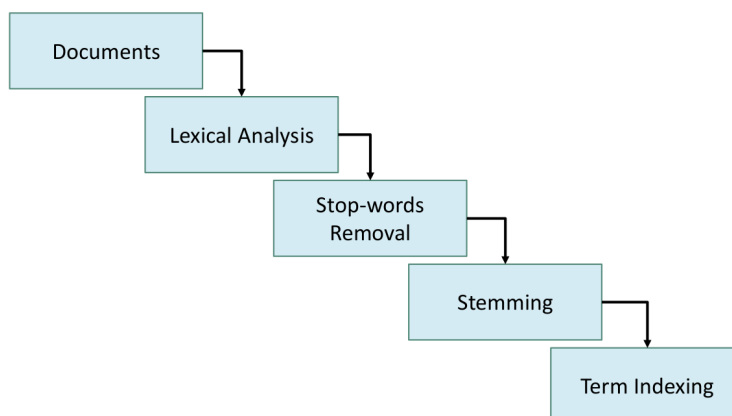 Documents
Lexical Analysis
Stop-words
Removal
Stemming
Term Indexing